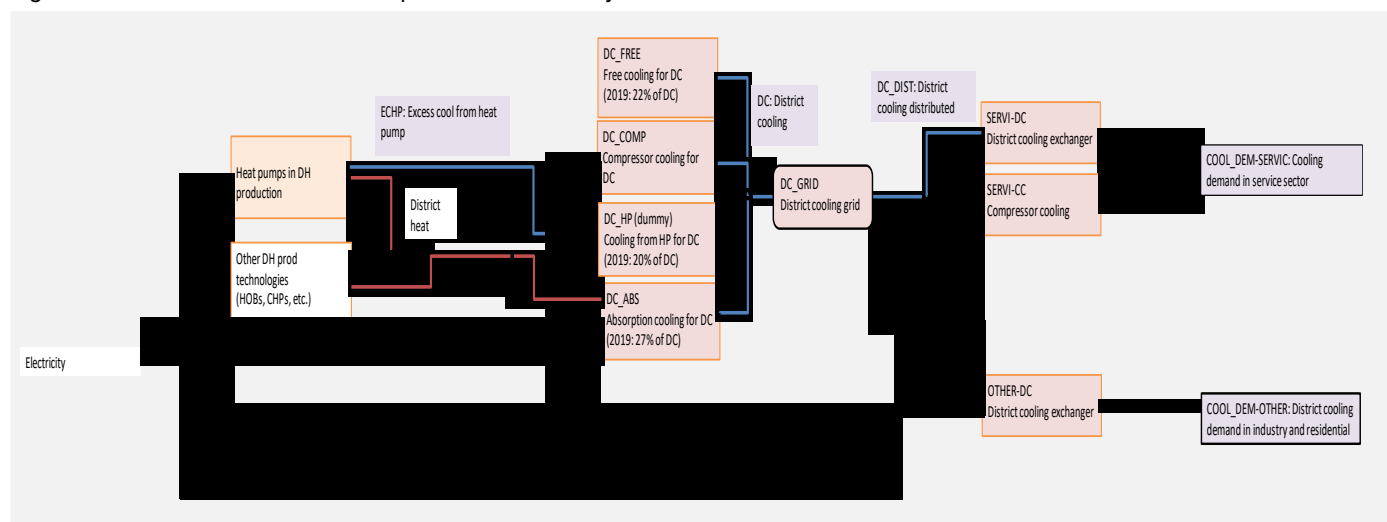 DC_FREE
Free cooling for DC
(2019: 22% of DC)
DC_DIST: District
cooling distributed
DC: District
cooling
ECHP: Excess cool from heat
pump
SERVI-DC
District cooling exchanger
DC_COMP
Compressor cooling for
DC
COOL_DEM-SERVIC: Cooling
demand in service sector
Heat pumps in DH
production
DC_GRID
District cooling grid
SERVI-CC
Compressor cooling
District
heat
DC_HP (dummy)
Cooling from HP for DC
(2019: 20% of DC)
Other DH prod
technologies
(HOBs, CHPs, etc.)
DC_ABS
Absorption cooling for DC
(2019: 27% of DC)
Electricity
OTHER-DC
District cooling exchanger
COOL_DEM-OTHER: District cooling
demand in industry and residential